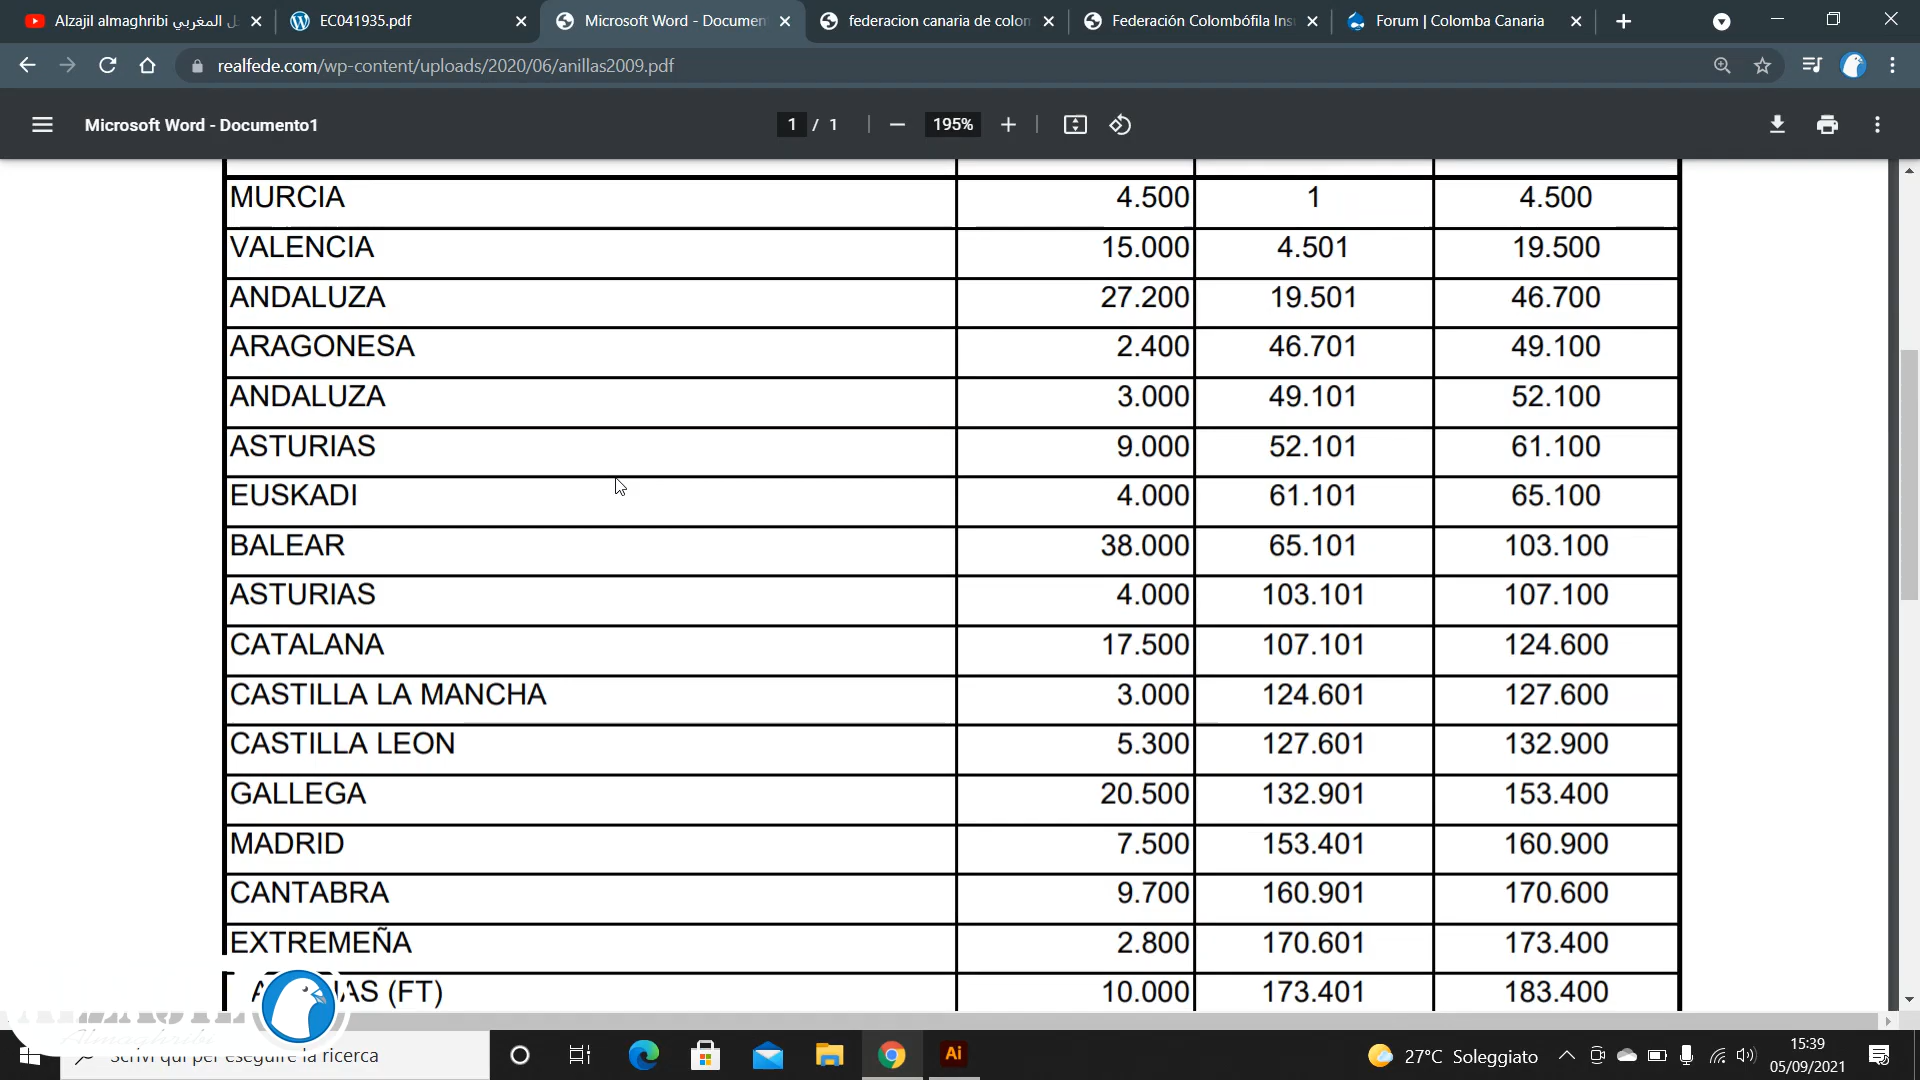 Alzajil almaghribi
EC041935.pdf
Microsoft Word - Documen
federacion canaria de colon
Federación Colombófila Ins
Forum | Colomba Canaria
realfede.com/wp-content/uploads/2020/06/anillas2009.pdf
Microsoft Word - Documento1
1 / 1
195%
MURCIA 4.500 1 4.500
VALENCIA 15.000 4.501 19.500
ANDALUZA 27.200 19.501 46.700
ARAGONESA 2.400 46.701 49.100
ANDALUZA 3.000 49.101 52.100
ASTURIAS 9.000 52.101 61.100
EUSKADI 4.000 61.101 65.100
BALEAR 38.000 65.101 103.100
ASTURIAS 4.000 103.101 107.100
CATALANA 17.500 107.101 124.600
CASTILLA LA MANCHA 3.000 124.601 127.600
CASTILLA LEON 5.300 127.601 132.900
GALLEGA 20.500 132.901 153.400
MADRID 7.500 153.401 160.900
CANTABRA 9.700 160.901 170.600
EXTREMEÑA 2.800 170.601 173.400
(FT) 10.000 173.401 183.400
Almaghribi
Scrivi qui per eseguire la ricerca
Ai
27°C Soleggiato
15:39
05/09/2021